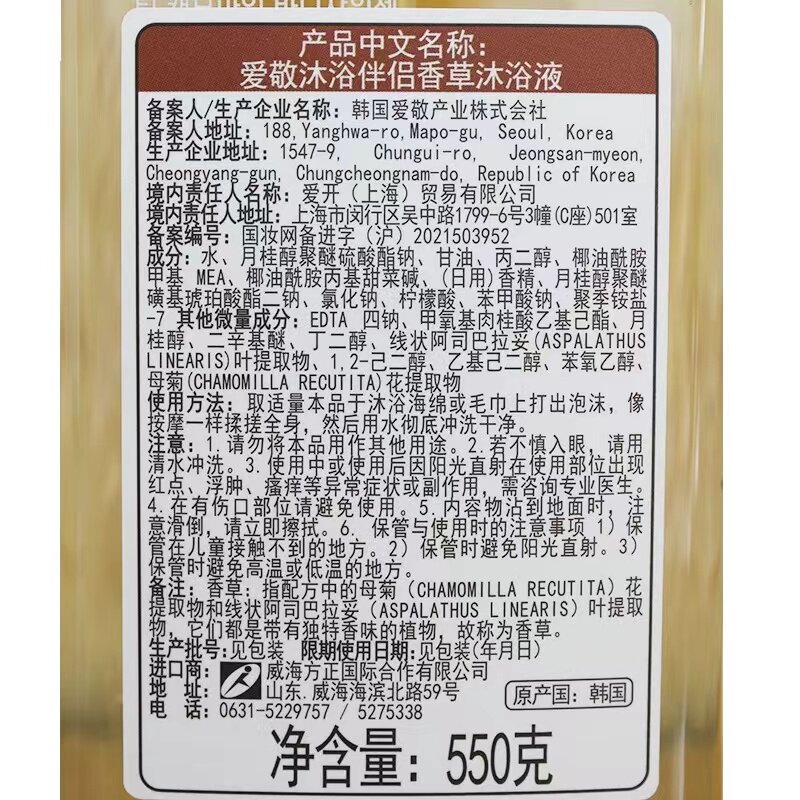 产品中文名称：
爱敬沐浴伴侣香草沐浴液
备案人/生产企业名称：韩国爱敬产业株式会社
备案人地址：188,Yanghwa-ro,Mapo-gu, Seoul, Korea
生产企业地址：1547-9, Chungui-ro, Jeongsan-myeon,
Cheongyang-gun, Chungcheongnam-do, Republic of Korea
境内责任人名称：爱开（上海）贸易有限公司
境内责任人地址：上海市闵行区吴中路1799-6号3幢(C座)501室
备案编号：国妆网备进字（沪）2021503952
成分：水、月桂醇聚醚硫酸酯钠、甘油、丙二醇、椰油酰胺
甲基 MEA、椰油酰胺丙基甜菜碱、(日用)香精、月桂醇聚醚
磺基琥珀酸酯二钠、氯化钠、柠檬酸、苯甲酸钠、聚季铵盐
-7 其他微量成分：EDTA 四钠、甲氧基肉桂酸乙基己酯、月
桂醇、二辛基醚、丁二醇、线状阿司巴拉妥(ASPALATHUS
LINEARIS)叶提取物、1,2-己二醇、乙基己二醇、苯氧乙醇、
母菊(CHAMOMILLA RECUTITA)花提取物
使用方法：取适量本品于沐浴海绵或毛巾上打出泡沫，像
按摩一样揉搓全身，然后用水彻底冲洗干净。
注意：1.请勿将本品用作其他用途。2.若不慎入眼，请用
清水冲洗。3.使用中或使用后因阳光直射在使用部位出现
红点、浮肿、瘙痒等异常症状或副作用，需咨询专业医生。
4.在有伤口部位请避免使用。5.内容物沾到地面时，注
意滑倒，请立即擦拭。6. 保管与使用时的注意事项 1）保
管在儿童接触不到的地方。2）保管时避免阳光直射。3）
保管时避免高温或低温的地方。
备注：香草：指配方中的母菊（CHAMOMILLA RECUTITA）花
提取物和线状阿司巴拉妥（ASPALATHUS LINEARIS）叶提取
物，它们都是带有独特香味的植物，故称为香草。
生产批号:见包装 限期使用日期:见包装(年月日)
进口商：威海方正国际合作有限公司
地 址：山东.威海海滨北路59号
电 话：0631-5229757 / 5275338
原产国：韩国
净含量：550克